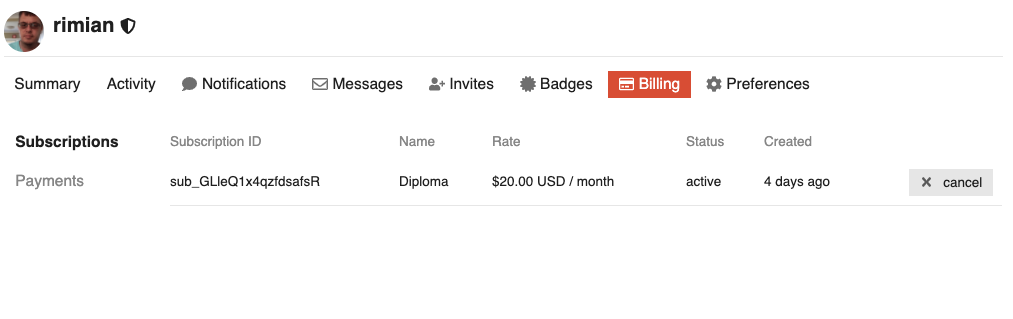 rimian
Summary Activity Notifications Messages Invites Badges Billing Preferences
Subscriptions Subscription ID Name Rate Status Created
Payments sub_GLleQ1x4qzfdsafsR Diploma $20.00 USD / month active 4 days ago cancel